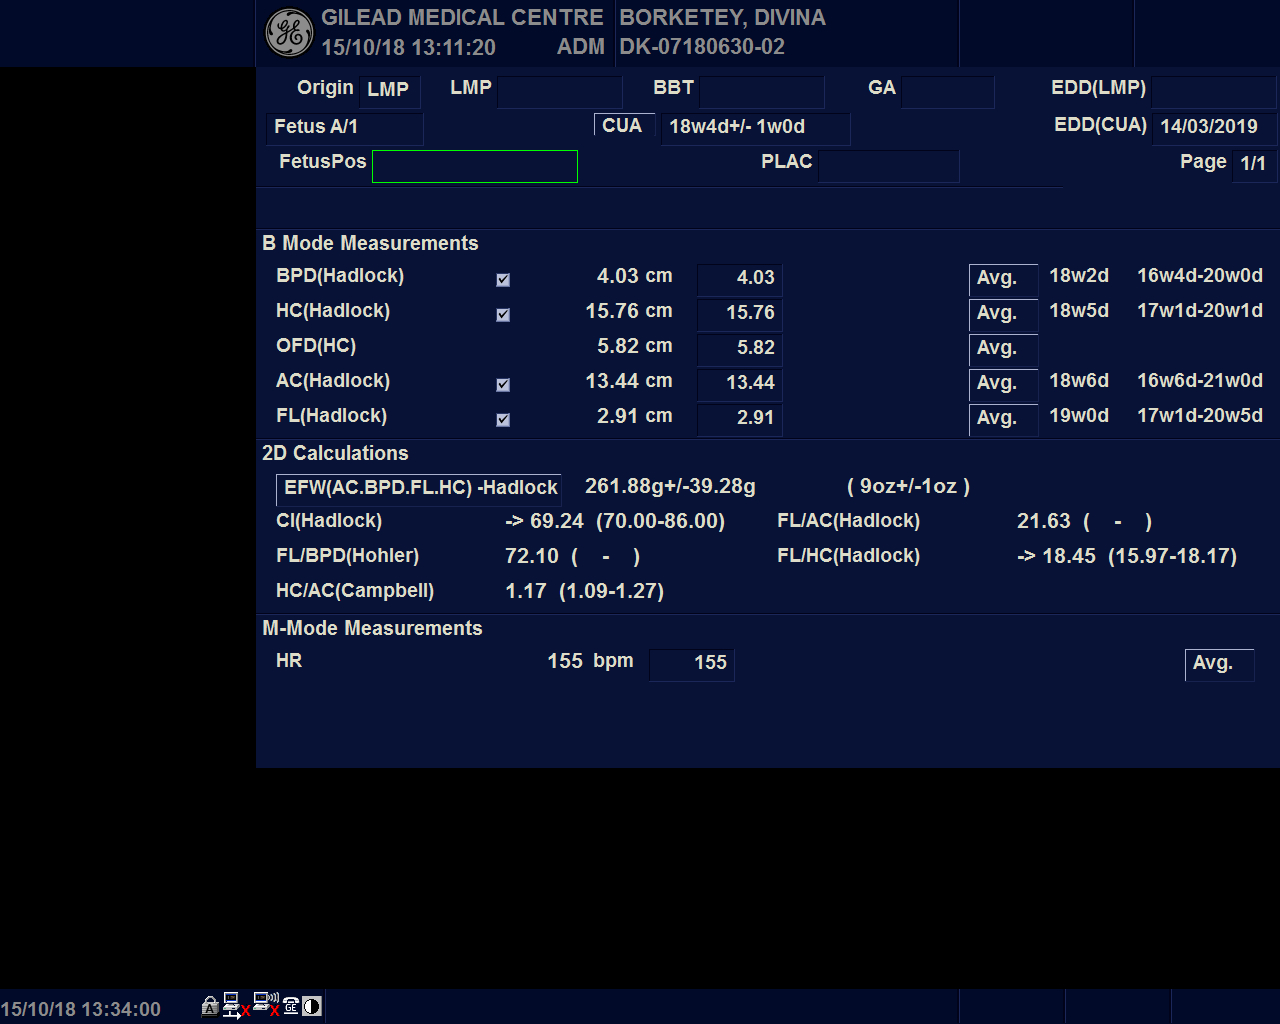 GILEAD MEDICAL CENTRE BORKETEY, DIVINA
15/10/18 13:11:20 ADM DK-07180630-02
Origin LMP LMP BBT GA EDD(LMP)
Fetus A/1 CUA 18w4d+/- 1w0d EDD(CUA) 14/03/2019
FetusPos PLAC Page 1/1
B Mode Measurements
BPD(Hadlock) 4.03 cm 4.03 Avg. 18w2d 16w4d-20w0d
HC(Hadlock) 15.76 cm 15.76 Avg. 18w5d 17w1d-20w1d
OFD(HC) 5.82 cm 5.82 Avg.
AC(Hadlock) 13.44 cm 13.44 Avg. 18w6d 16w6d-21w0d
FL(Hadlock) 2.91 cm 2.91 Avg. 19w0d 17w1d-20w5d
2D Calculations
EFW(AC.BPD.FL.HC) -Hadlock 261.88g+/-39.28g ( 9oz+/-1oz )
CI(Hadlock) -> 69.24 (70.00-86.00) FL/AC(Hadlock) 21.63 ( - )
FL/BPD(Hohler) 72.10 ( - ) FL/HC(Hadlock) -> 18.45 (15.97-18.17)
HC/AC(Campbell) 1.17 (1.09-1.27)
M-Mode Measurements
HR 155 bpm 155 Avg.
15/10/18 13:34:00 A GE